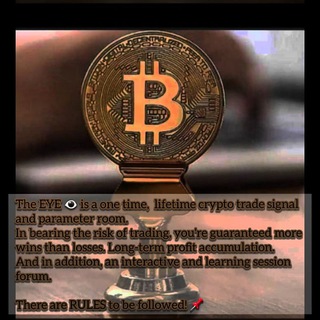 The EYE 👁 is a one time, lifetime crypto trade signal
and parameter room.
In bearing the risk of trading, you're guaranteed more
wins than losses, Long-term profit accumulation.
And in addition, an interactive and learning session
forum.
There are RULES to be followed! 📌